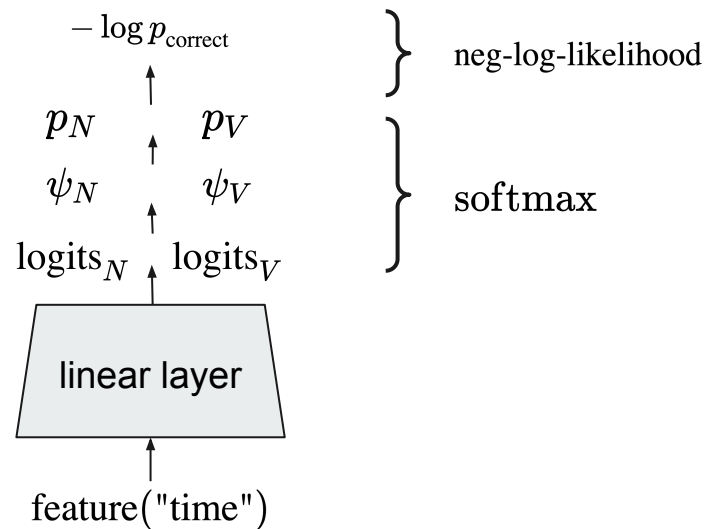 − log p_correct
neg-log-likelihood
p_N p_V
ψ_N ψ_V
softmax
logits_N logits_V
linear layer
feature("time")